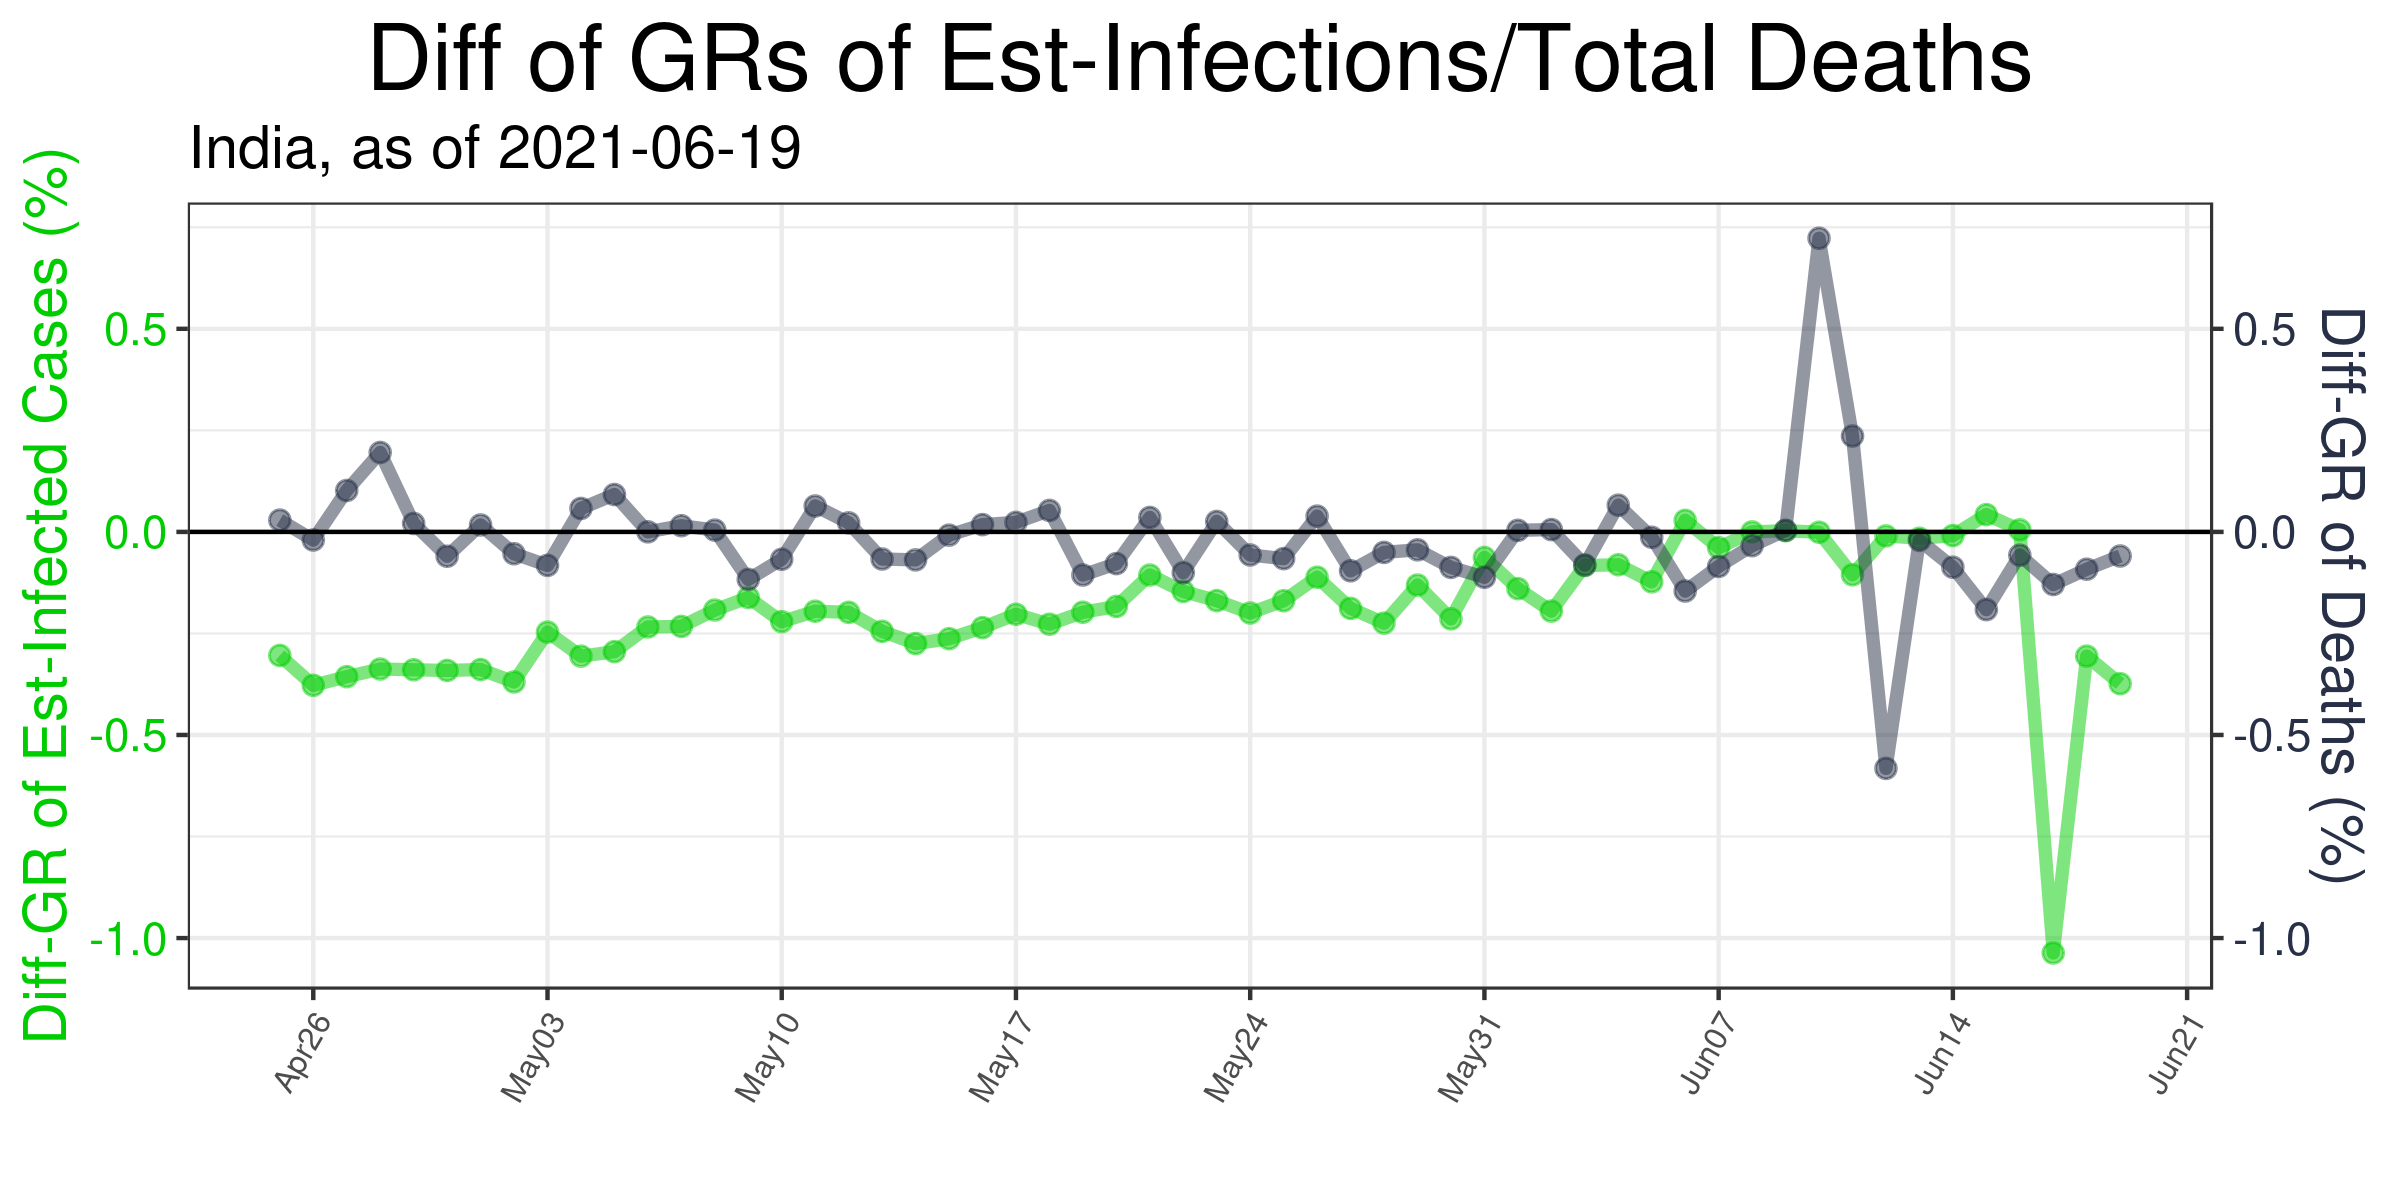 Diff of GRs of Est-Infections/Total Deaths
India, as of 2021-06-19
Diff-GR of Est-Infected Cases (%)
0.5
0.0
-0.5
-1.0
0.5
0.0
-0.5
-1.0
Diff-GR of Deaths (%)
Apr26
May03
May10
May17
May24
May31
Jun07
Jun14
Jun21